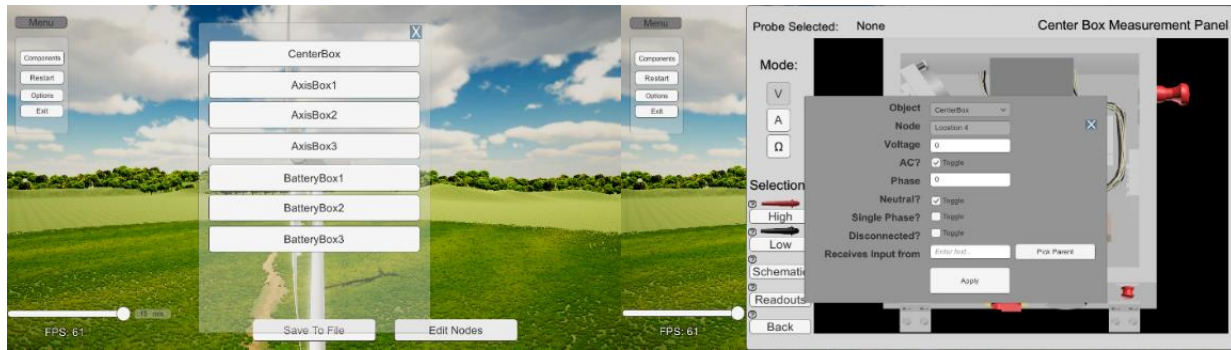 Menu
Components
Restart
Options
Exit
X
CenterBox
AxisBox1
AxisBox2
AxisBox3
BatteryBox1
BatteryBox2
BatteryBox3
Save To File
Edit Nodes
FPS: 61
Menu
Components
Restart
Options
Exit
FPS: 61
Probe Selected: None
Center Box Measurement Panel
Mode:
V
A
Ω
Selection
High
Low
Schemati
Readouts
Back
X
Object CenterBox
Node Location 4
Voltage 0
AC? Toggle
Phase 0
Neutral? Toggle
Single Phase? Toggle
Disconnected? Toggle
Receives Input from Enter text... Pick Parent
Apply